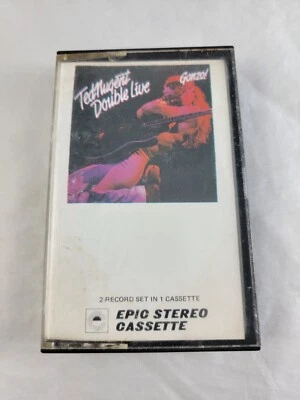 Ted Nugent
Double Live
Gonzo!
2-RECORD SET IN 1 CASSETTE
EPIC STEREO
CASSETTE